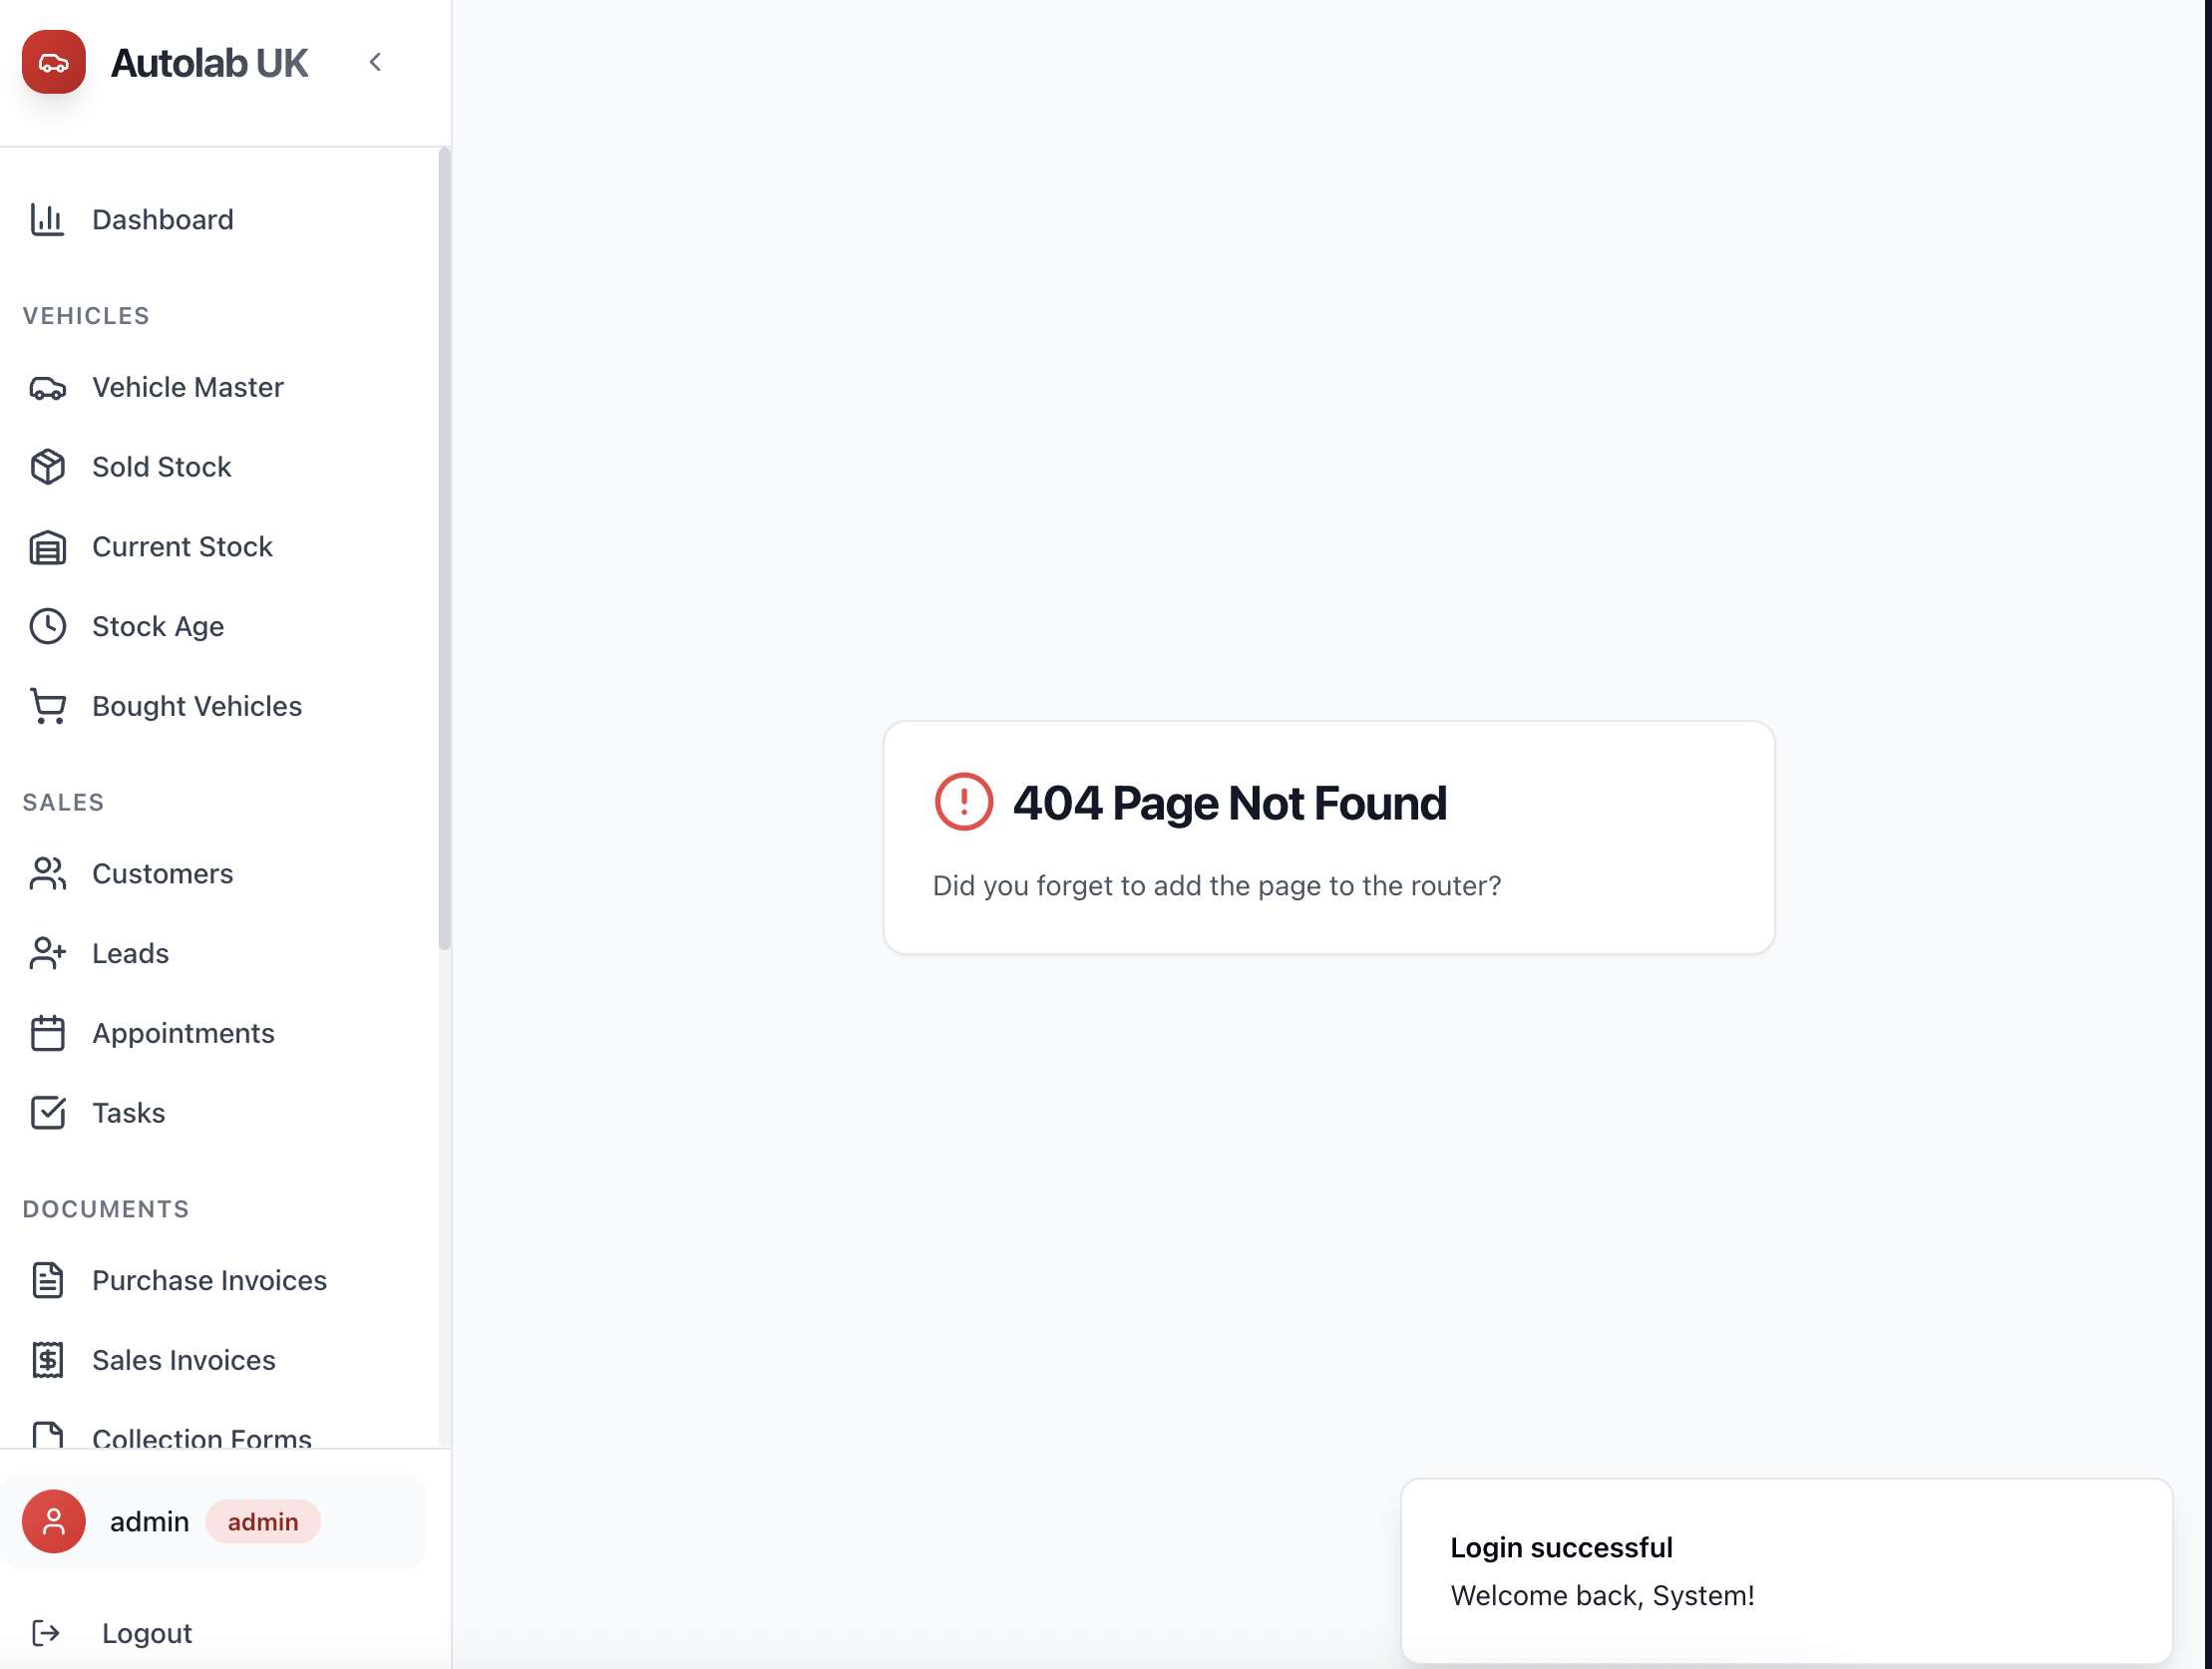 Autolab UK
Dashboard
VEHICLES
Vehicle Master
Sold Stock
Current Stock
Stock Age
Bought Vehicles
SALES
Customers
Leads
Appointments
Tasks
DOCUMENTS
Purchase Invoices
Sales Invoices
Collection Forms
admin admin
Logout
404 Page Not Found
Did you forget to add the page to the router?
Login successful
Welcome back, System!